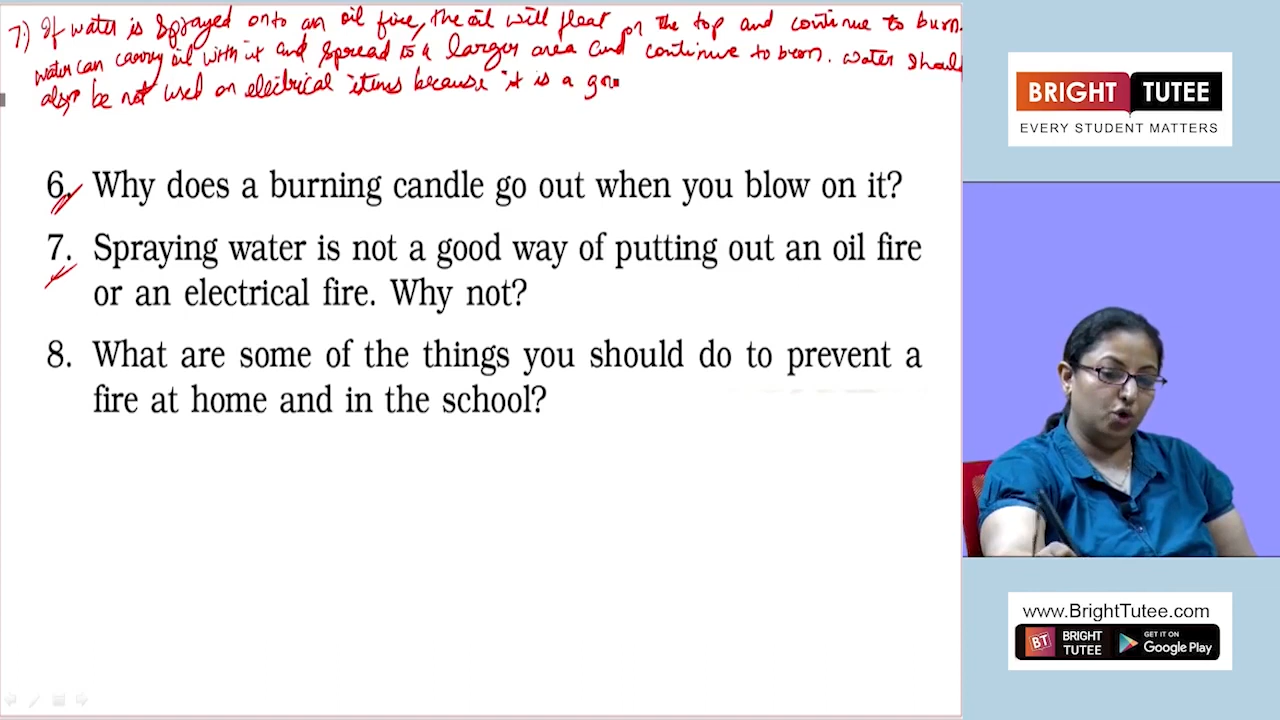 7.) If water is sprayed onto an oil fire, the oil will float on the top and continue to burn.
Water can carry oil with it and spread to a larger area and continue to burn. Water should
also be not used on electrical items because it is a goo
6. Why does a burning candle go out when you blow on it?
7. Spraying water is not a good way of putting out an oil fire
or an electrical fire. Why not?
8. What are some of the things you should do to prevent a
fire at home and in the school?
BRIGHT TUTEE
EVERY STUDENT MATTERS
www.BrightTutee.com
BT BRIGHT TUTEE
GET IT ON
Google Play